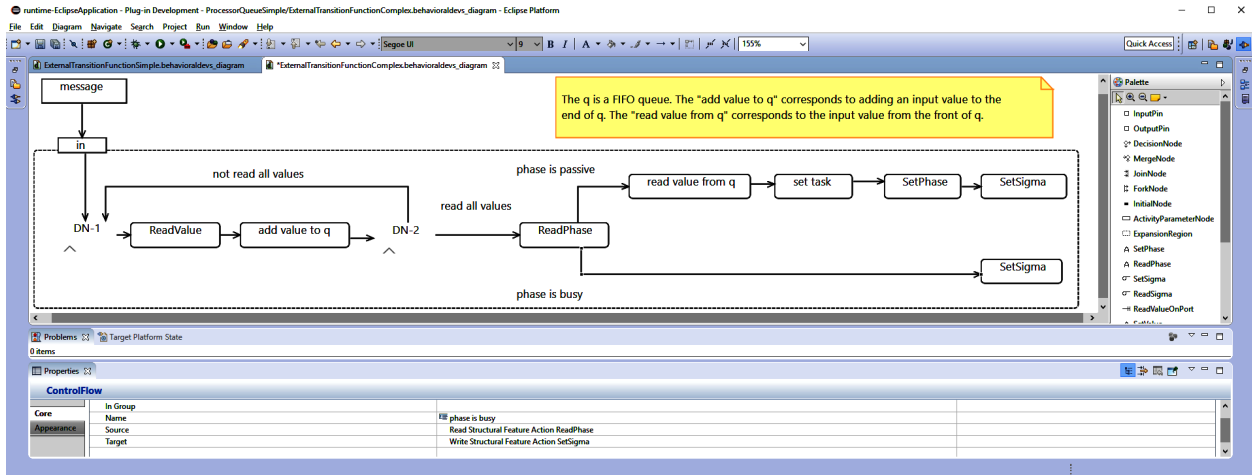 runtime-EclipseApplication - Plug-in Development - ProcessorQueueSimple/ExternalTransitionFunctionComplex.behavioraldevs_diagram - Eclipse Platform
File Edit Diagram Navigate Search Project Run Window Help
Segoe UI 9 B I A 155% Quick Access
ExternalTransitionFunctionSimple.behavioraldevs_diagram *ExternalTransitionFunctionComplex.behavioraldevs_diagram
message
The q is a FIFO queue. The "add value to q" corresponds to adding an input value to the
end of q. The "read value from q" corresponds to the input value from the front of q.
in
not read all values
phase is passive
read value from q
set task
SetPhase
SetSigma
read all values
DN-1
ReadValue
add value to q
DN-2
ReadPhase
SetSigma
phase is busy
Palette
InputPin
OutputPin
DecisionNode
MergeNode
JoinNode
ForkNode
InitialNode
ActivityParameterNode
ExpansionRegion
SetPhase
ReadPhase
SetSigma
ReadSigma
ReadValueOnPort
Problems Target Platform State
0 items
Properties
ControlFlow
Core
Appearance
In Group
Name phase is busy
Source Read Structural Feature Action ReadPhase
Target Write Structural Feature Action SetSigma